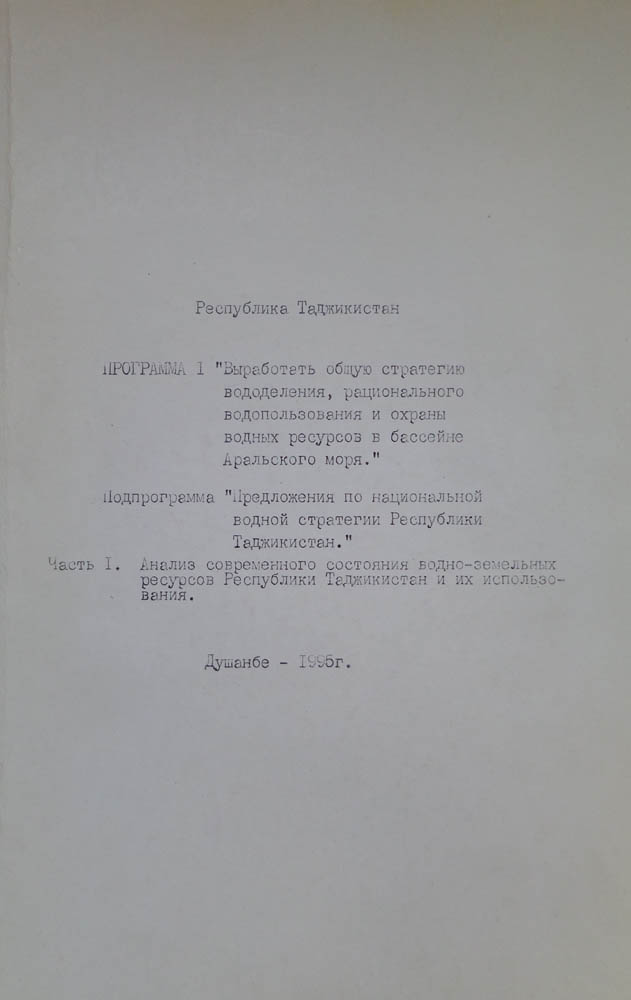 Республика Таджикистан
ПРОГРАММА I "Выработать общую стратегию
вододеления, рационального
водопользования и охраны
водных ресурсов в бассейне
Аральского моря."
Подпрограмма "Предложения по национальной
водной стратегии Республики
Таджикистан."
Часть I. Анализ современного состояния водно-земельных
ресурсов Республики Таджикистан и их использо-
вания.
Душанбе - 1995г.